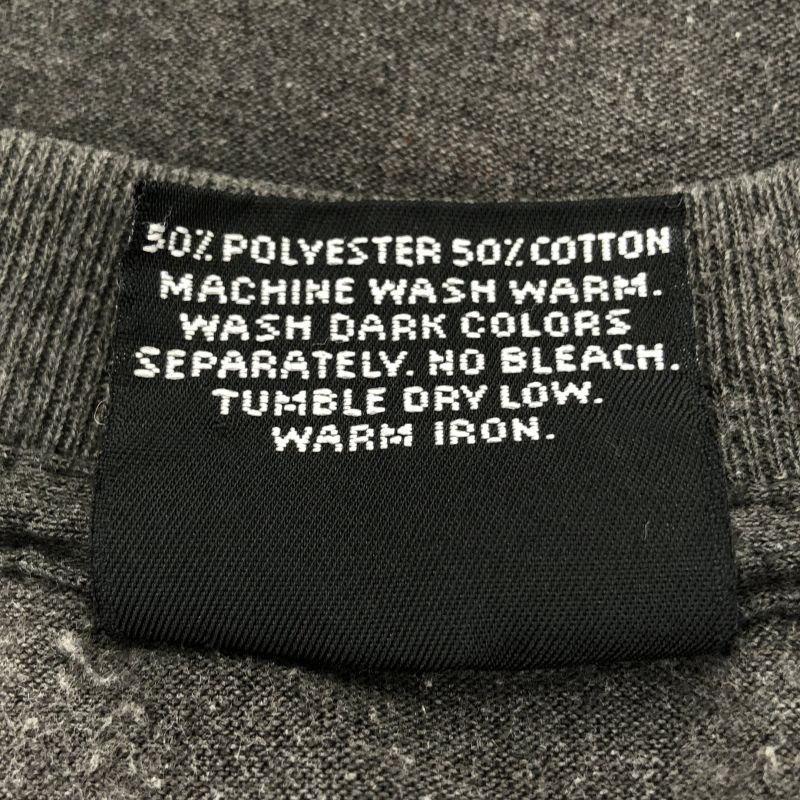 50% POLYESTER 50% COTTON
MACHINE WASH WARM.
WASH DARK COLORS
SEPARATELY. NO BLEACH.
TUMBLE DRY LOW.
WARM IRON.